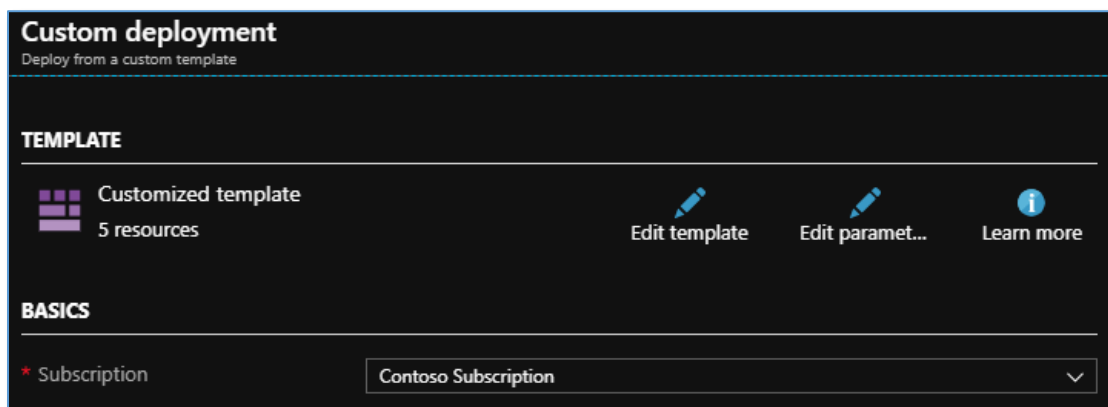 Custom deployment
Deploy from a custom template
TEMPLATE
Customized template
5 resources
Edit template
Edit paramet...
Learn more
BASICS
* Subscription
Contoso Subscription